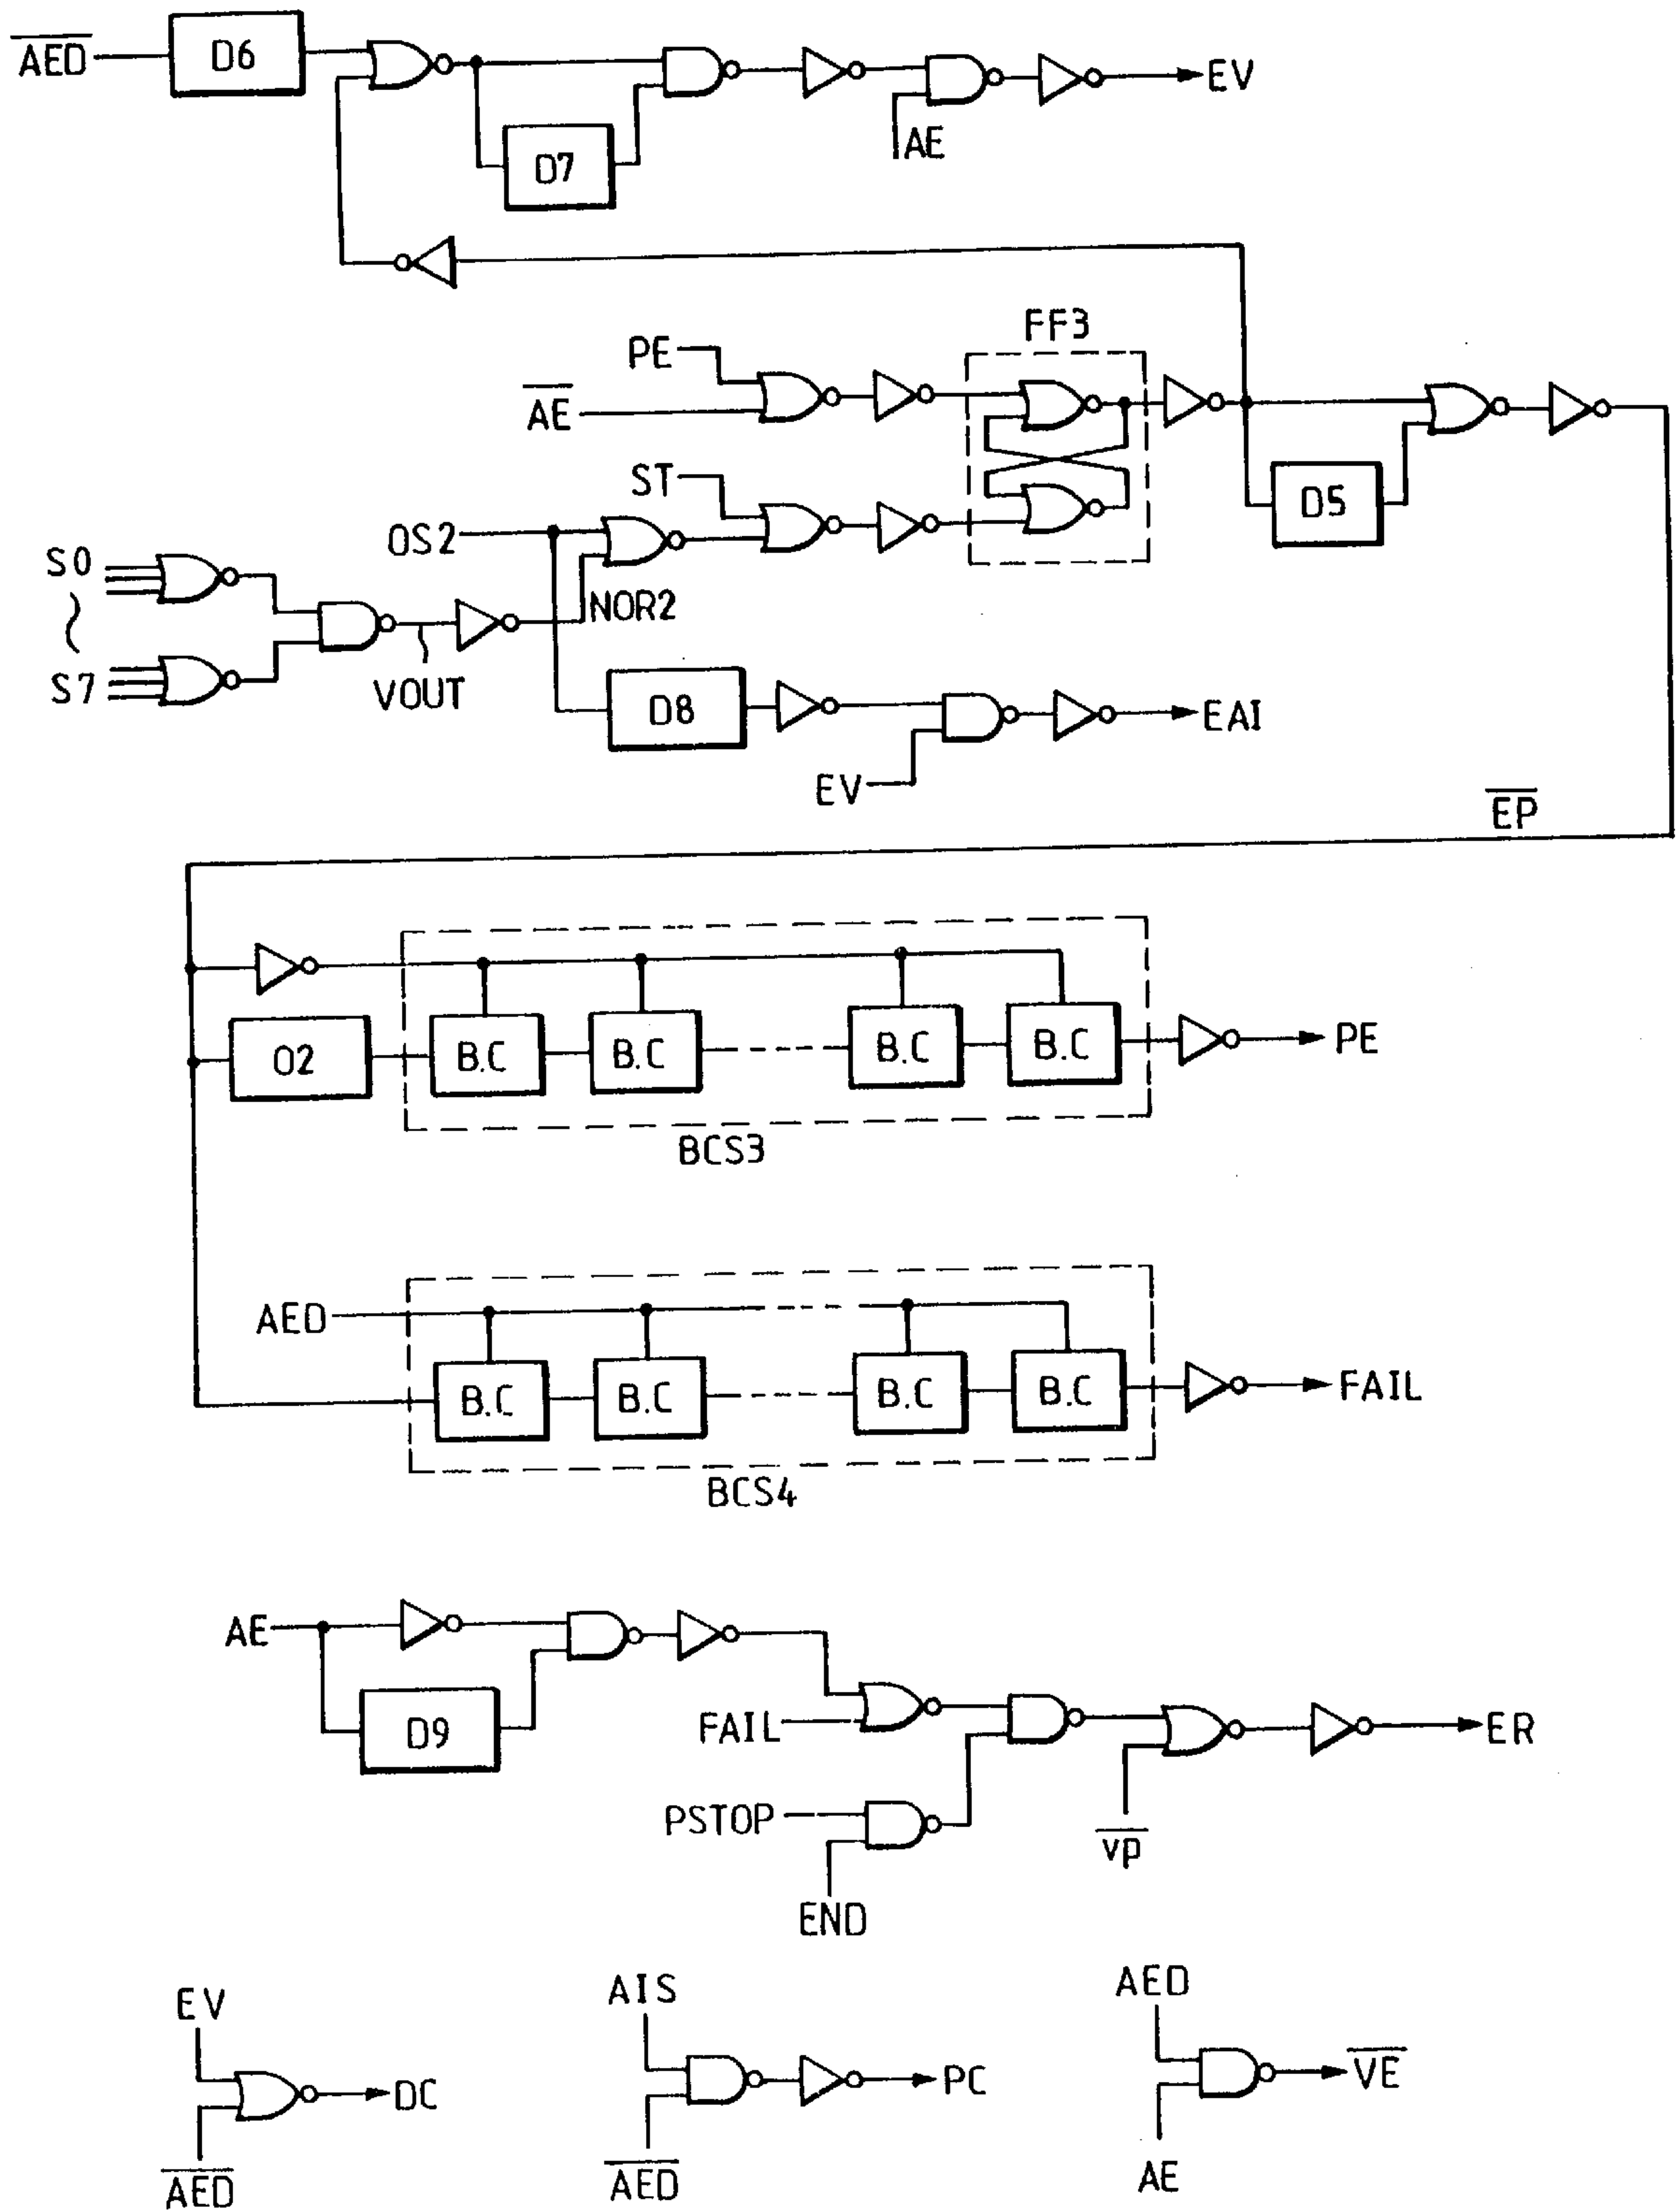 AED D6 EV
D7 AE
FF3
PE
AE
ST D5
OS2
S0
NOR2
S7 VOUT D8 EAI
EV
EP
O2 B.C B.C B.C B.C PE
BCS3
AED
B.C B.C B.C B.C FAIL
BCS4
AE
D9 FAIL ER
PSTOP
vp
END
EV AIS AED
DC PC VE
AED AED AE